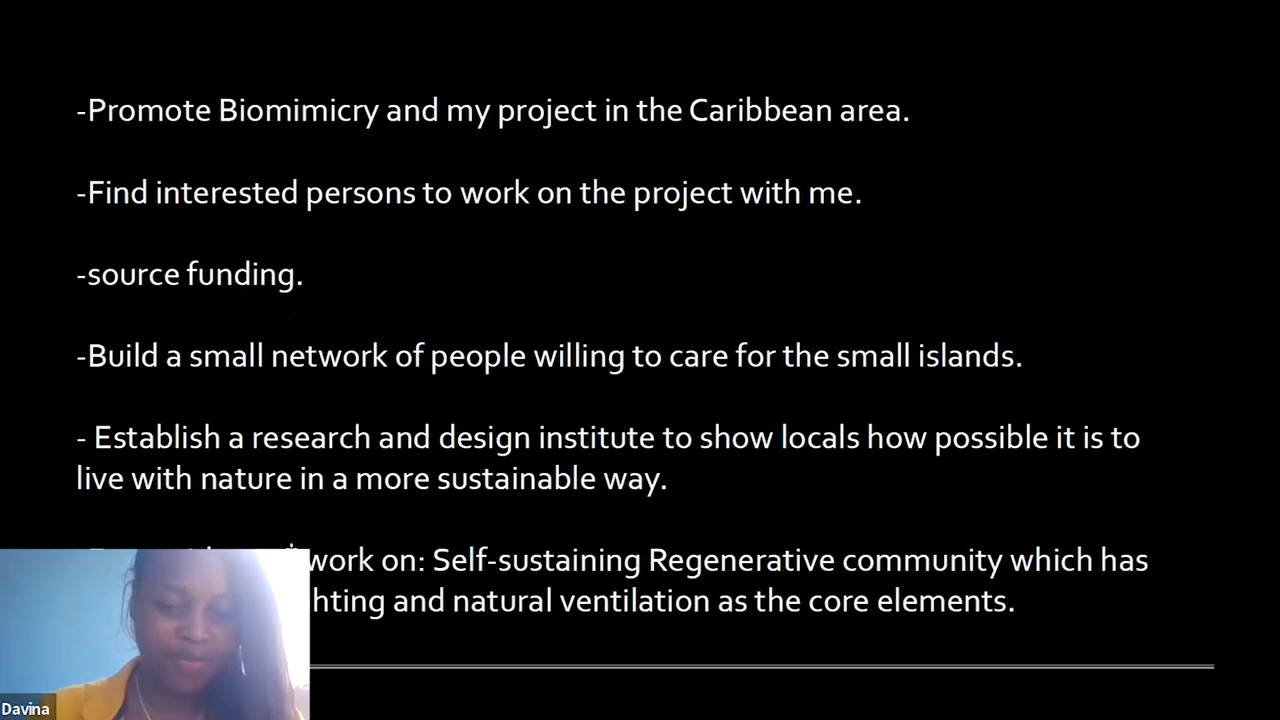 -Promote Biomimicry and my project in the Caribbean area.
-Find interested persons to work on the project with me.
-source funding.
-Build a small network of people willing to care for the small islands.
- Establish a research and design institute to show locals how possible it is to
live with nature in a more sustainable way.
work on: Self-sustaining Regenerative community which has
and natural ventilation as the core elements.
Davina